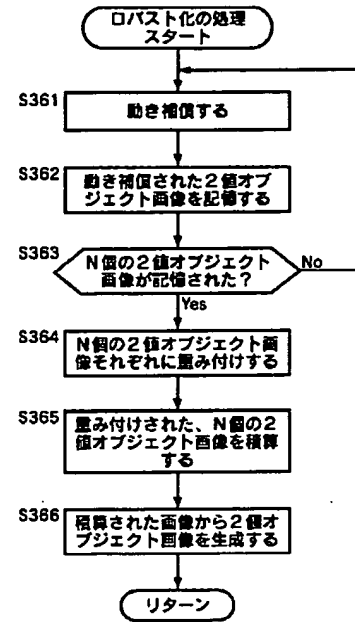 ロバスト化の処理
スタート
S361
動き補償する
S362
動き補償された2値オブ
ジェクト画像を記憶する
S363
N個の2値オブジェクト
画像が記憶された?
No
Yes
S364
N個の2値オブジェクト画
像それぞれに重み付けする
S365
重み付けされた、N個の2
値オブジェクト画像を積算
する
S366
積算された画像から2値オ
ブジェクト画像を生成する
リターン